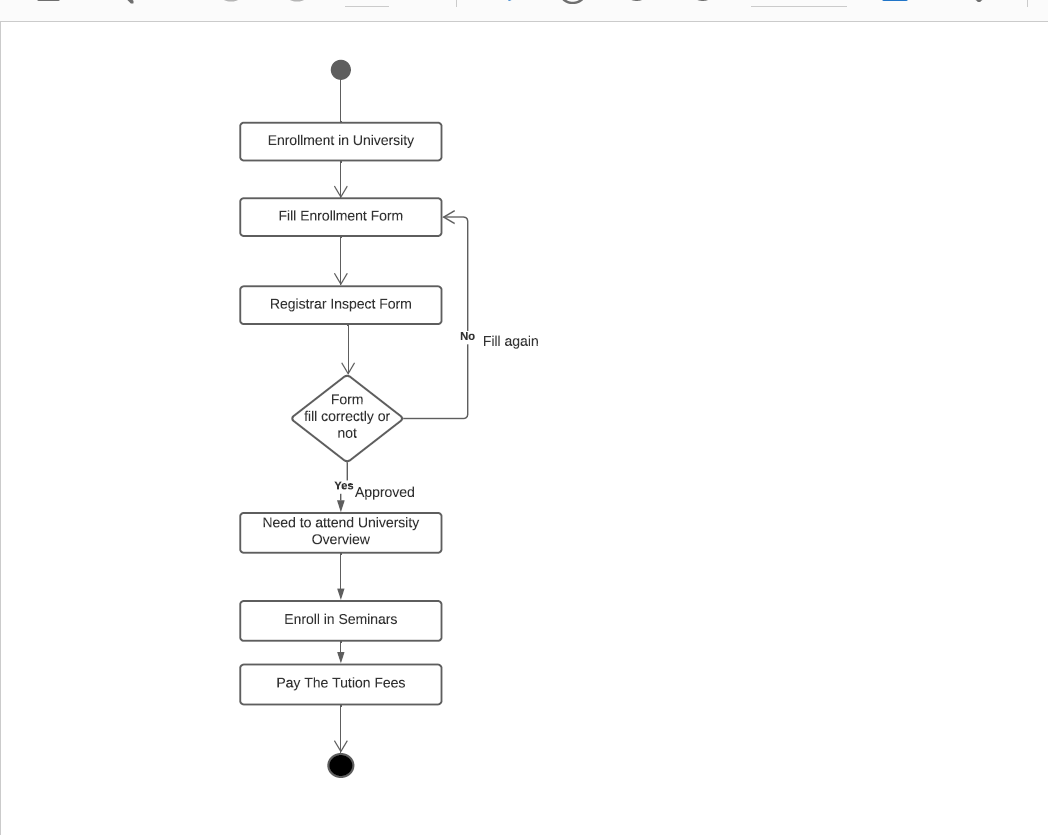 Enrollment in University
Fill Enrollment Form
Registrar Inspect Form
No
Fill again
Form
fill correctly or
not
Yes
Approved
Need to attend University
Overview
Enroll in Seminars
Pay The Tution Fees